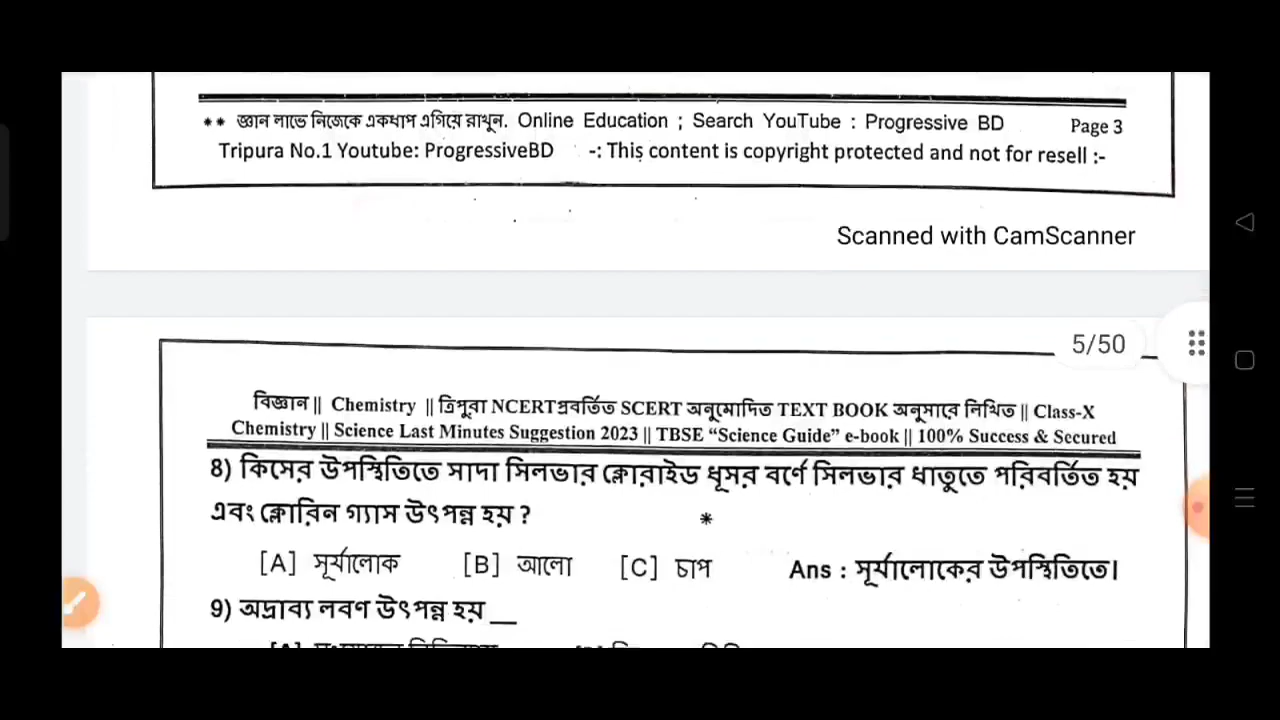 ** জ্ঞান লাভে নিজেকে একধাপ এগিয়ে রাখুন. Online Education ; Search YouTube : Progressive BD Page 3
Tripura No.1 Youtube: ProgressiveBD -: This content is copyright protected and not for resell :-
Scanned with CamScanner
5/50
বিজ্ঞান || Chemistry || ত্রিপুরা NCERTপ্রবর্তিত SCERT অনুমোদিত TEXT BOOK অনুসারে লিখিত || Class-X
Chemistry || Science Last Minutes Suggestion 2023 || TBSE “Science Guide” e-book || 100% Success & Secured
8) কিসের উপস্থিতিতে সাদা সিলভার ক্লোরাইড ধূসর বর্ণে সিলভার ধাতুতে পরিবর্তিত হয়
এবং ক্লোরিন গ্যাস উৎপন্ন হয় ? *
[A] সূর্যালোক [B] আলো [C] চাপ Ans : সূর্যালোকের উপস্থিতিতে।
9) অদ্রাব্য লবণ উৎপন্ন হয় __